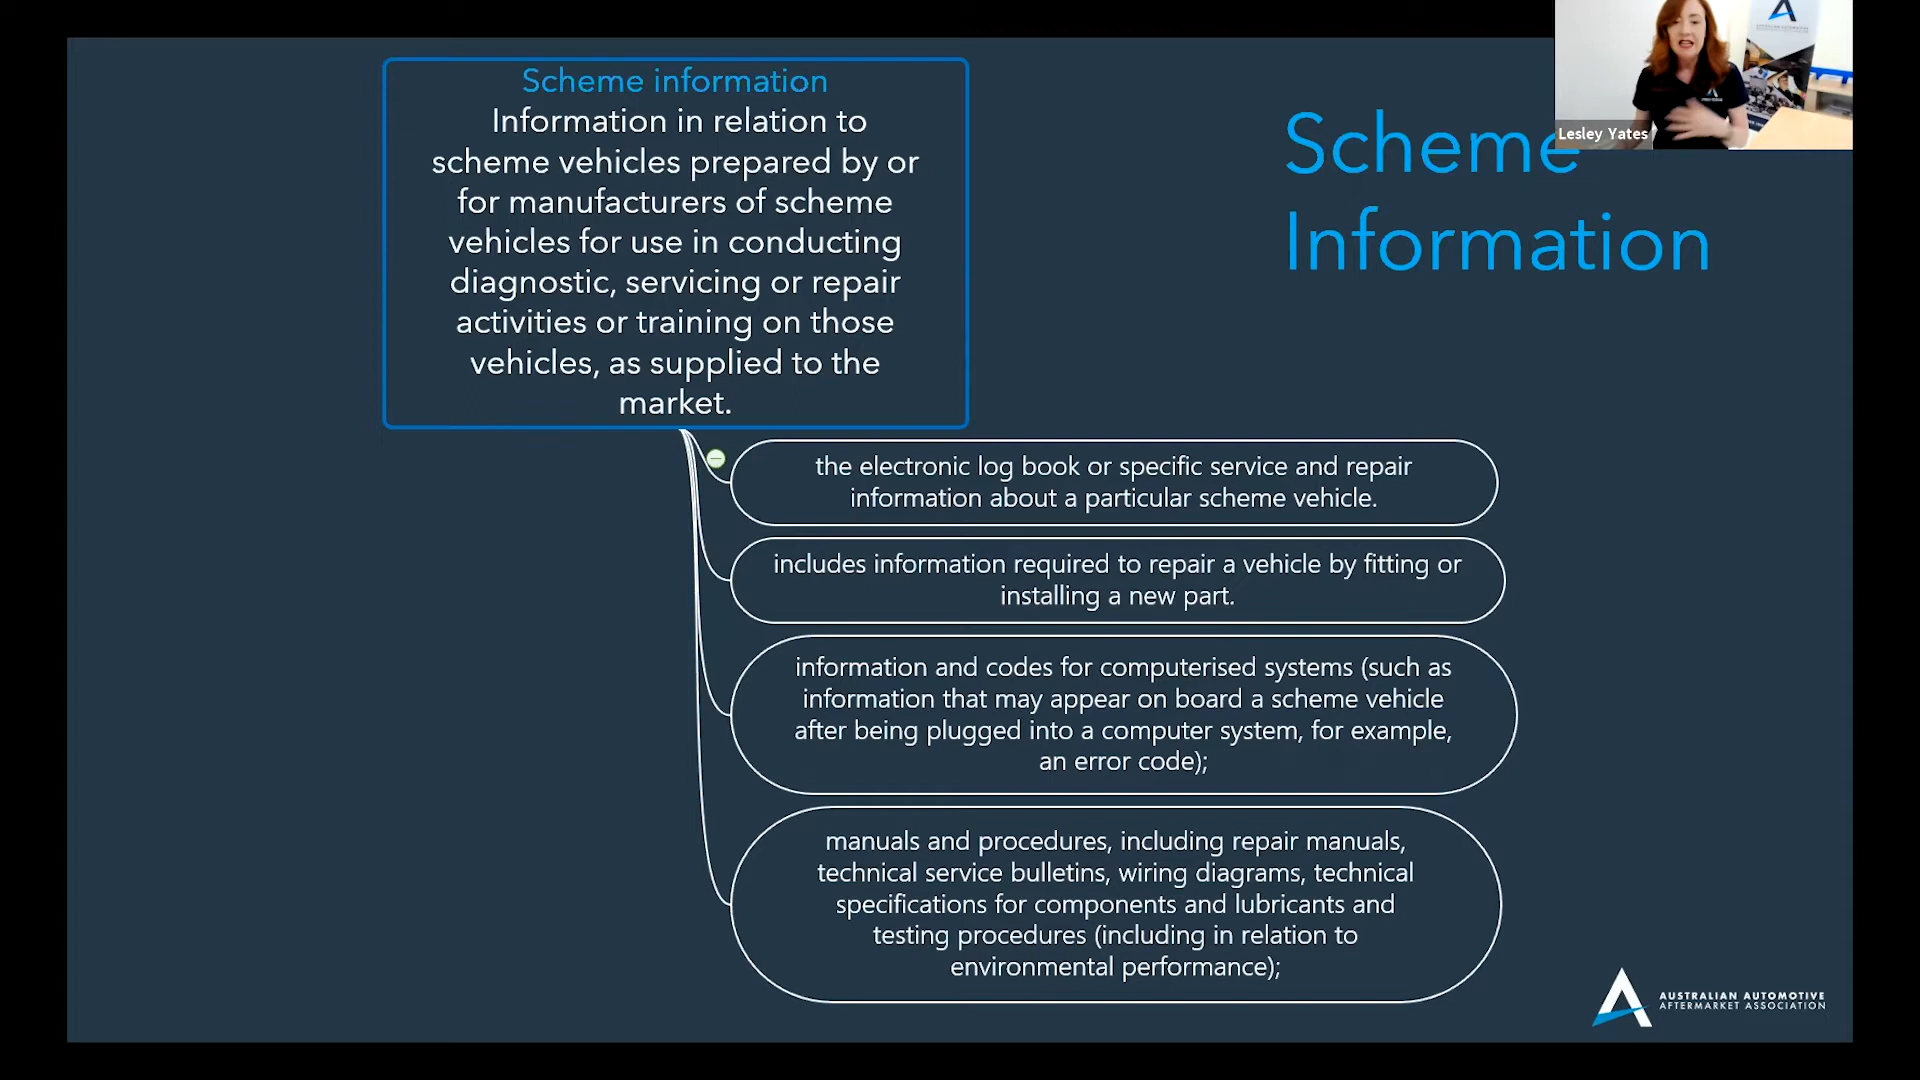 Scheme information
Information in relation to
scheme vehicles prepared by or
for manufacturers of scheme
vehicles for use in conducting
diagnostic, servicing or repair
activities or training on those
vehicles, as supplied to the
market.
Scheme
Information
Lesley Yates
the electronic log book or specific service and repair
information about a particular scheme vehicle.
includes information required to repair a vehicle by fitting or
installing a new part.
information and codes for computerised systems (such as
information that may appear on board a scheme vehicle
after being plugged into a computer system, for example,
an error code);
manuals and procedures, including repair manuals,
technical service bulletins, wiring diagrams, technical
specifications for components and lubricants and
testing procedures (including in relation to
environmental performance);
AUSTRALIAN AUTOMOTIVE
AFTERMARKET ASSOCIATION